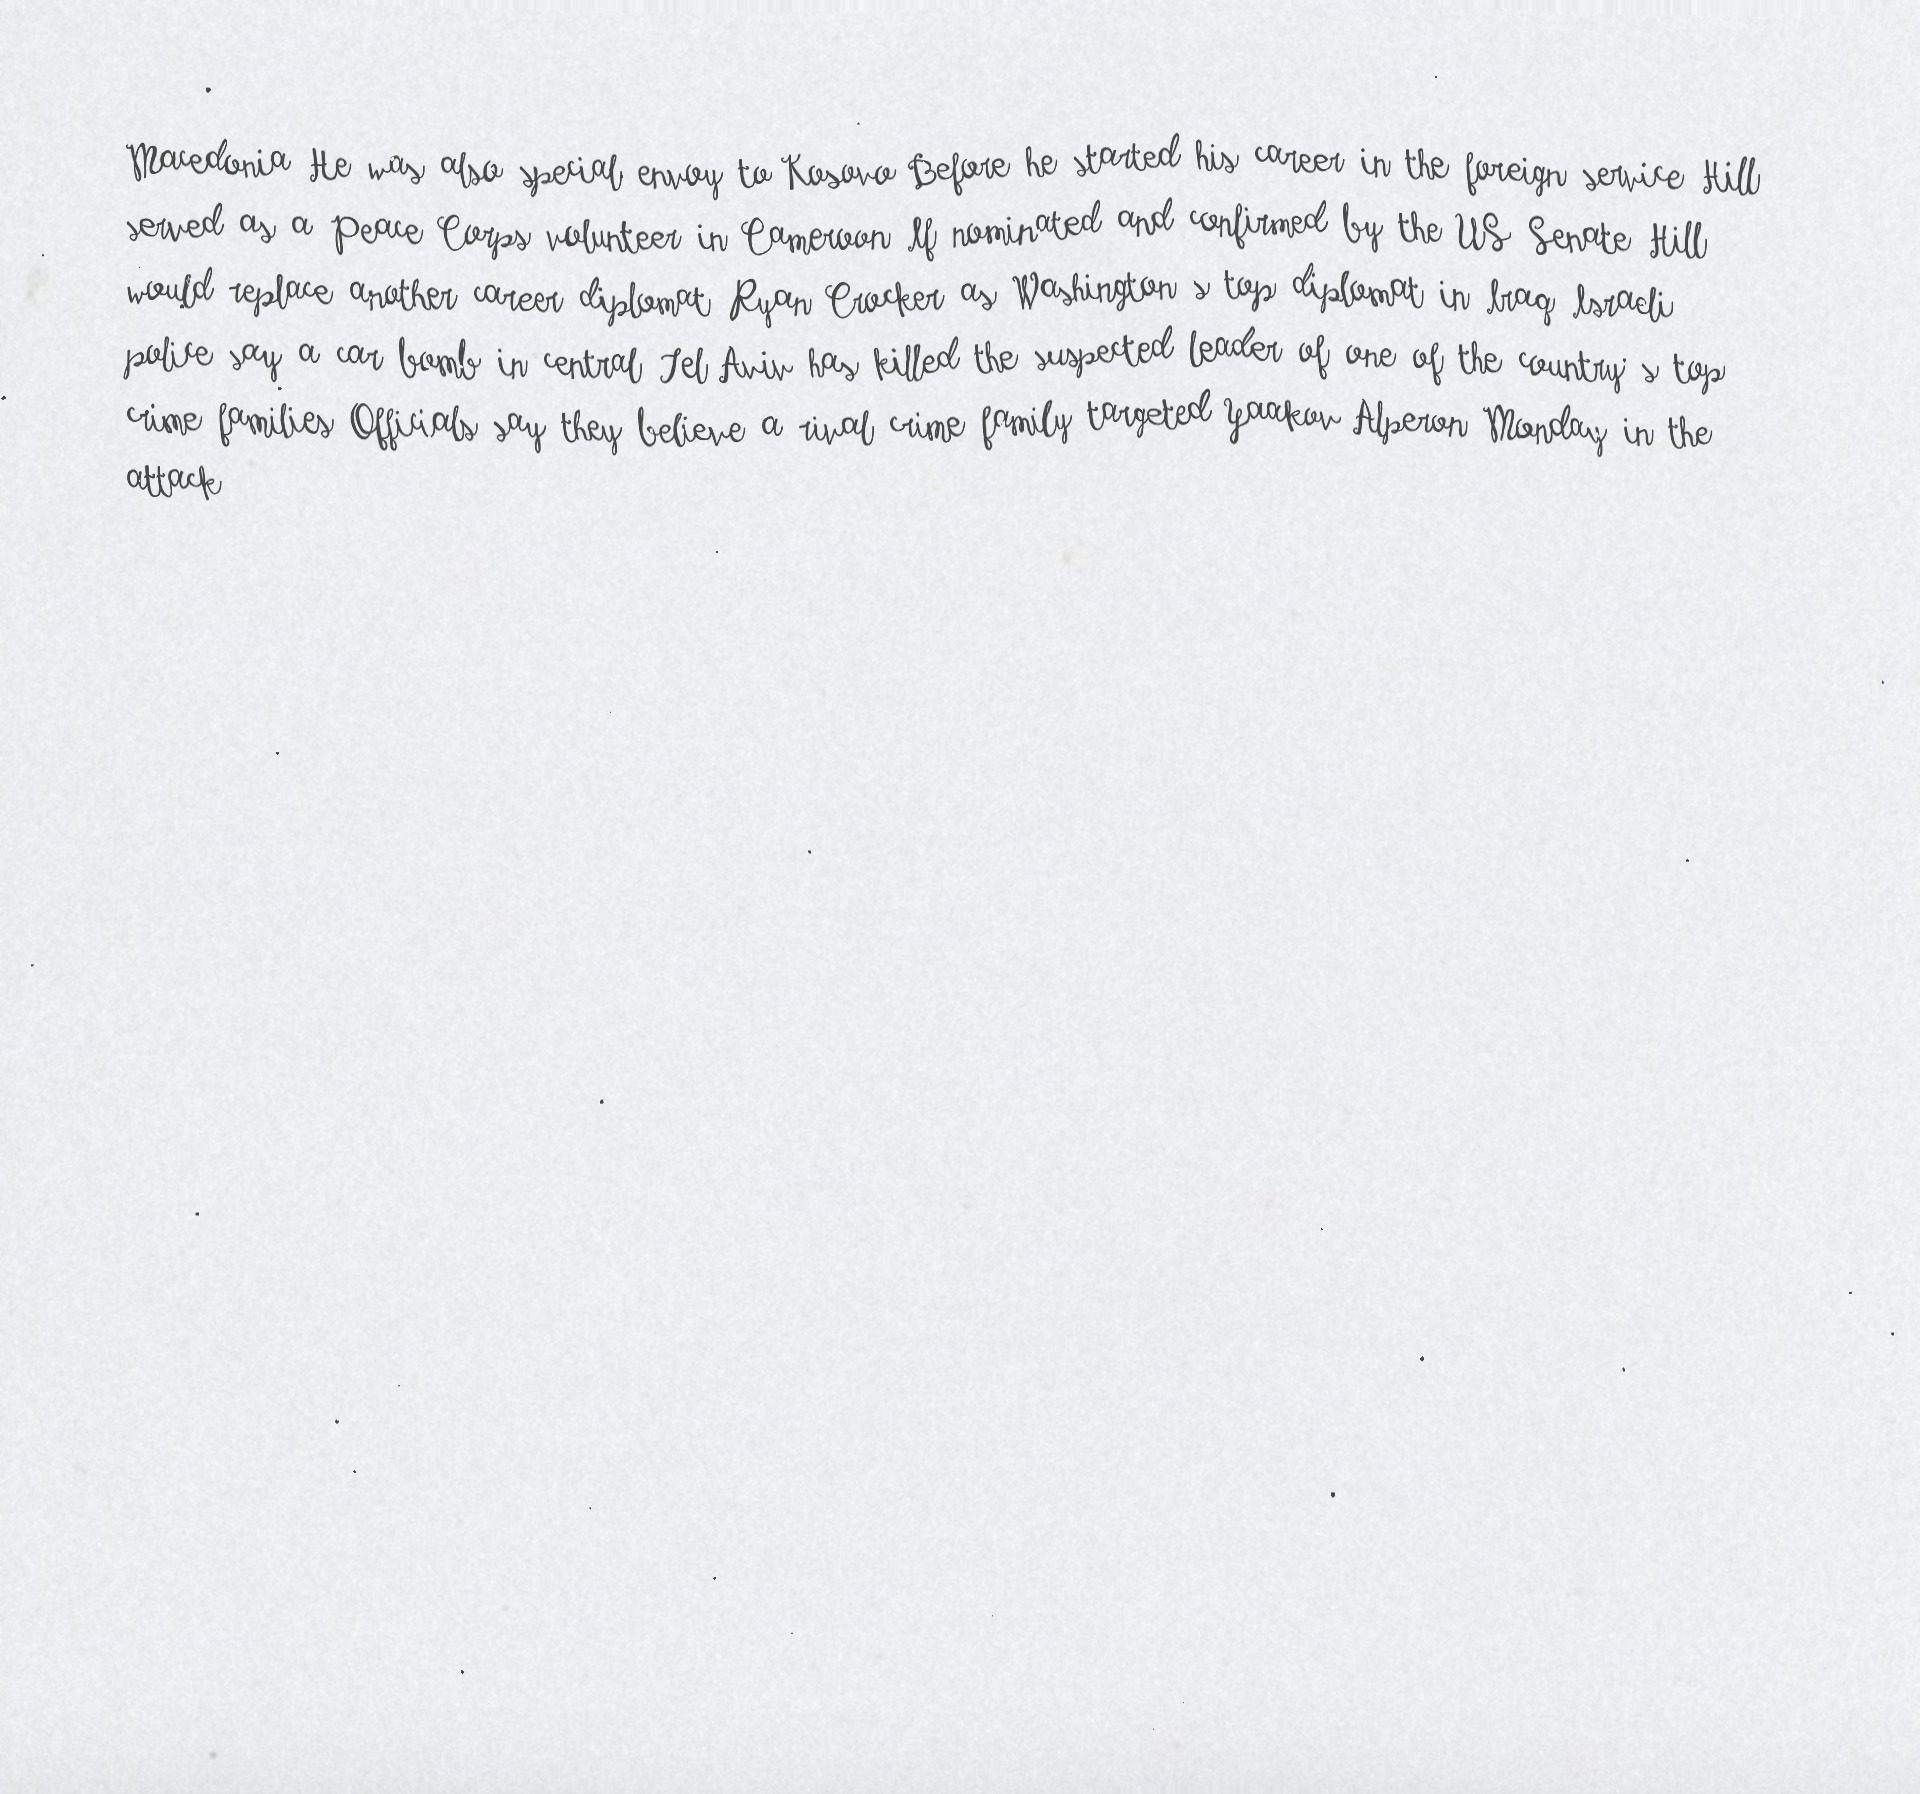 Macedonia He was also special envoy to Kosovo Before he started his career in the foreign service Hill
served as a Peace Corps volunteer in Cameroon If nominated and confirmed by the US Senate Hill
would replace another career diplomat Ryan Crocker as Washington s top diplomat in Iraq Israeli
police say a car bomb in central Tel Aviv has killed the suspected leader of one of the country s top
crime families Officials say they believe a rival crime family targeted Yaakov Alperon Monday in the
attack